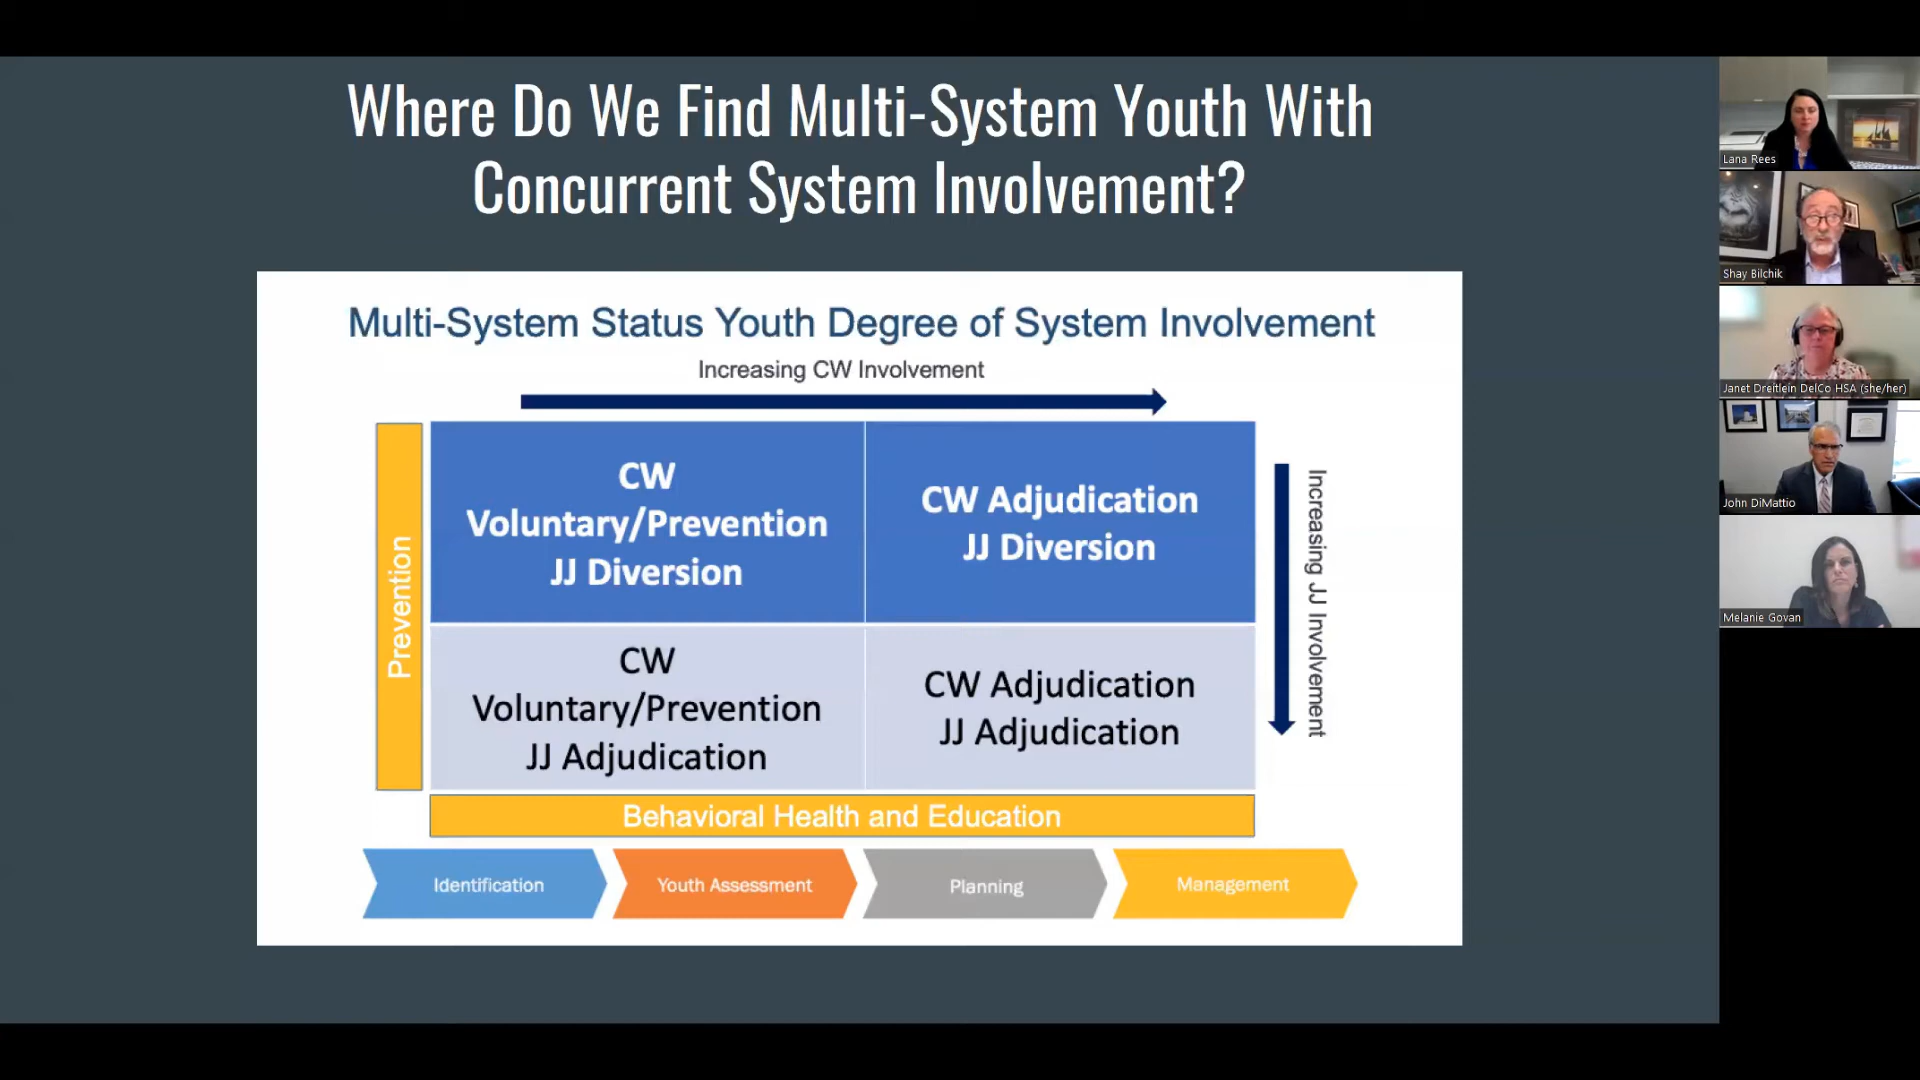 Where Do We Find Multi-System Youth With
Concurrent System Involvement?
Multi-System Status Youth Degree of System Involvement
Increasing CW Involvement
Prevention
CW
Voluntary/Prevention
JJ Diversion
CW Adjudication
JJ Diversion
Increasing JJ Involvement
CW
Voluntary/Prevention
JJ Adjudication
CW Adjudication
JJ Adjudication
Behavioral Health and Education
Identification
Youth Assessment
Planning
Management
Lana Rees
Shay Bilchik
Janet Dreitlein DelCo HSA (she/her)
John DiMattio
Melanie Govan